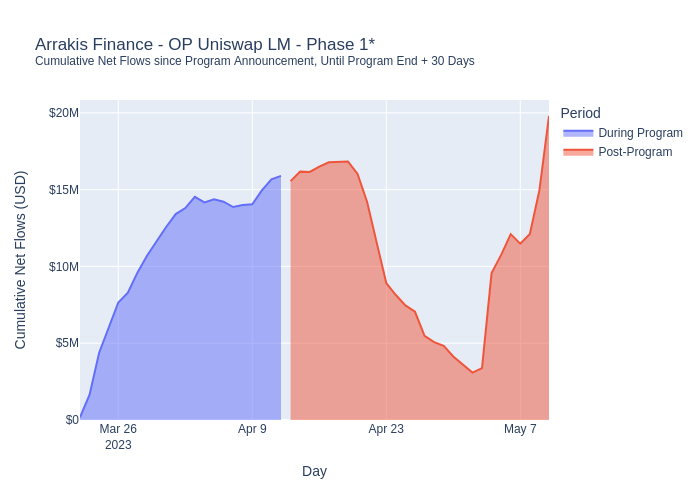 Arrakis Finance - OP Uniswap LM - Phase 1*
Cumulative Net Flows since Program Announcement, Until Program End + 30 Days
Period
During Program
Post-Program
Cumulative Net Flows (USD)
$20M
$15M
$10M
$5M
$0
Mar 26
2023
Apr 9
Apr 23
May 7
Day